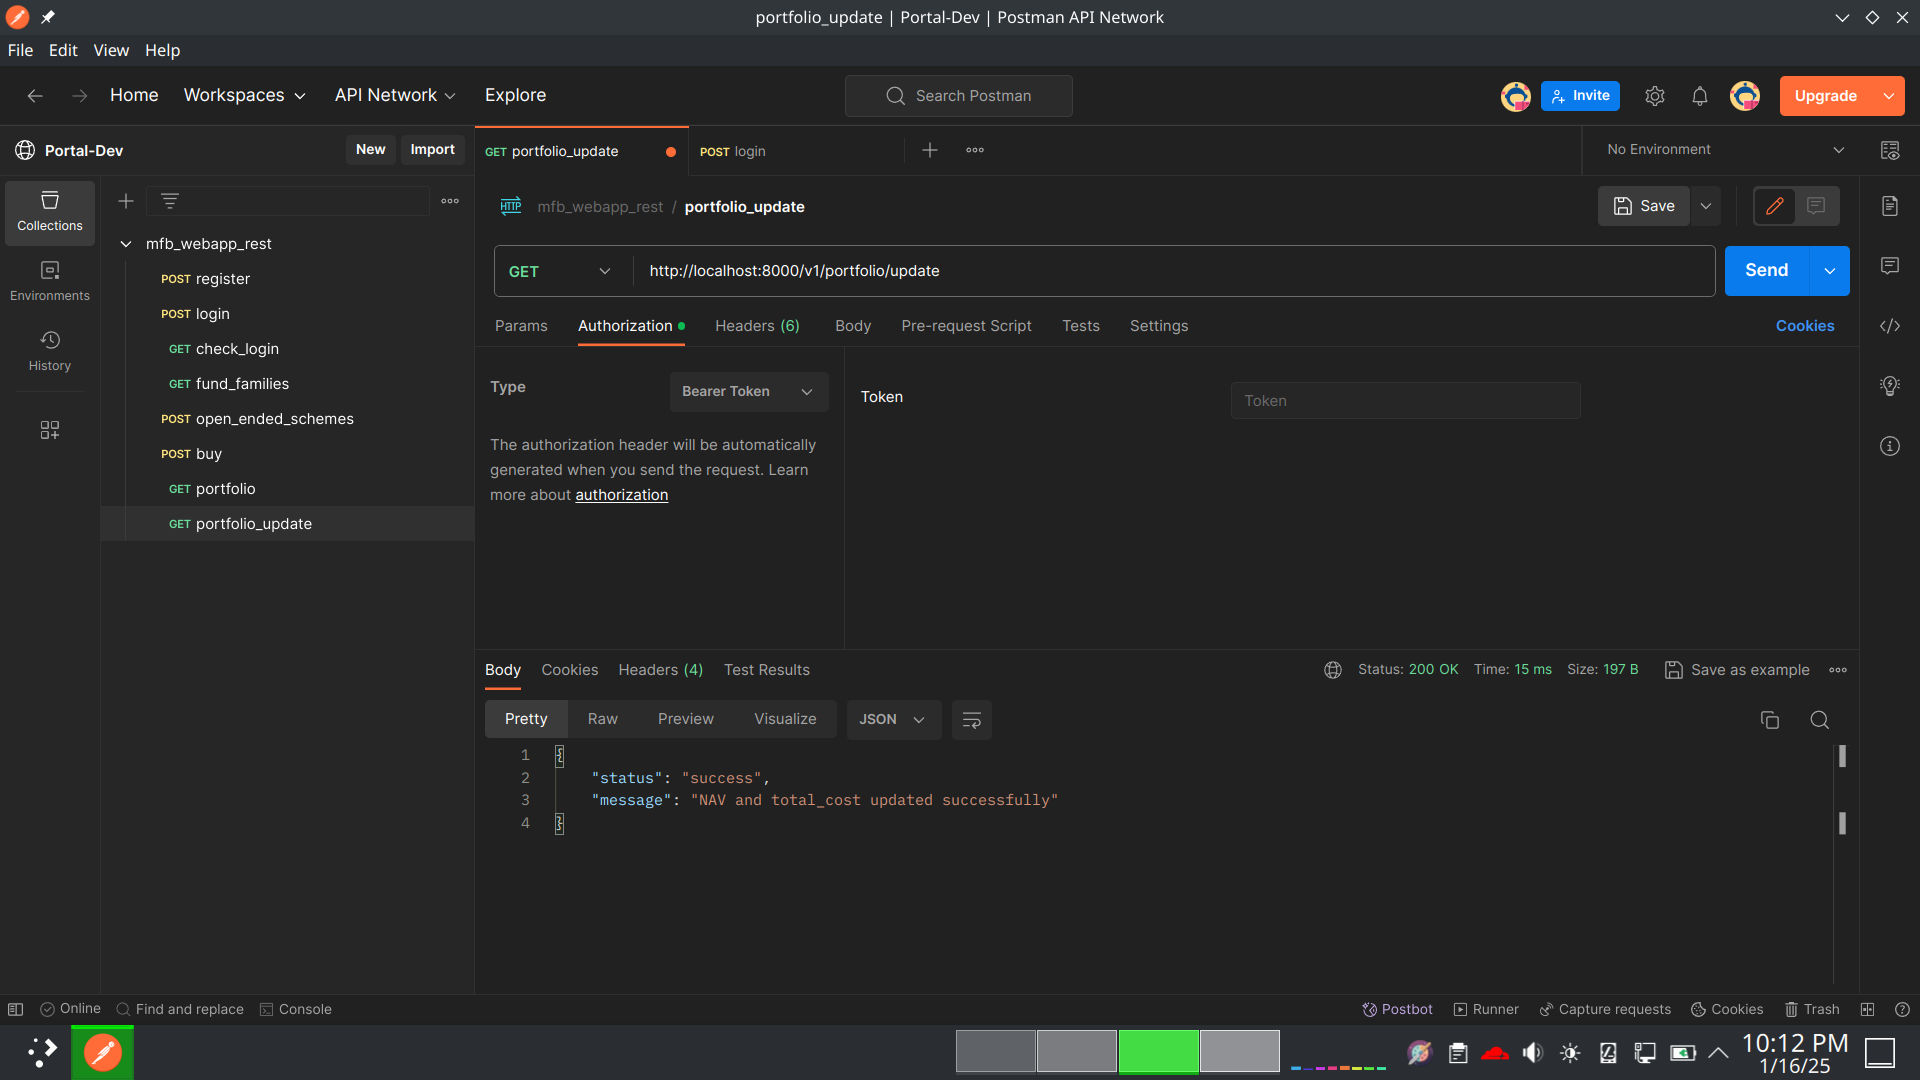 portfolio_update | Portal-Dev | Postman API Network
File Edit View Help
Home Workspaces API Network Explore
Search Postman
Invite
Upgrade
Portal-Dev
New Import
GET portfolio_update
POST login
No Environment
Collections
Environments
History
mfb_webapp_rest
POST register
POST login
GET check_login
GET fund_families
POST open_ended_schemes
POST buy
GET portfolio
GET portfolio_update
HTTP mfb_webapp_rest / portfolio_update
Save
GET http://localhost:8000/v1/portfolio/update
Send
Params Authorization Headers (6) Body Pre-request Script Tests Settings
Cookies
Type
Bearer Token
The authorization header will be automatically
generated when you send the request. Learn
more about authorization
Token
Token
Body Cookies Headers (4) Test Results
Status: 200 OK Time: 15 ms Size: 197 B
Save as example
Pretty Raw Preview Visualize JSON
1 {
2 "status": "success",
3 "message": "NAV and total_cost updated successfully"
4 }
Online Find and replace Console
Postbot Runner Capture requests Cookies Trash
10:12 PM
1/16/25